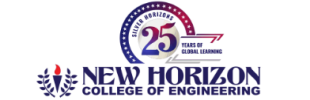 SILVER HORIZONS
25
YEARS OF
GLOBAL LEARNING
NEW HORIZON
COLLEGE OF ENGINEERING